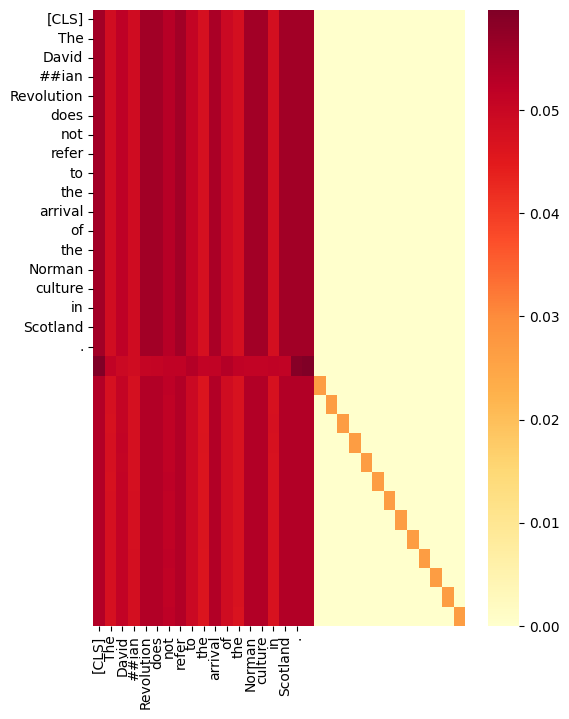 [CLS]
The
David
##ian
Revolution
does
not
refer
to
the
arrival
of
the
Norman
culture
in
Scotland
.
0.05
0.04
0.03
0.02
0.01
0.00
[CLS]
The
David
##ian
Revolution
does
not
refer
to
the
arrival
of
the
Norman
culture
in
Scotland
.